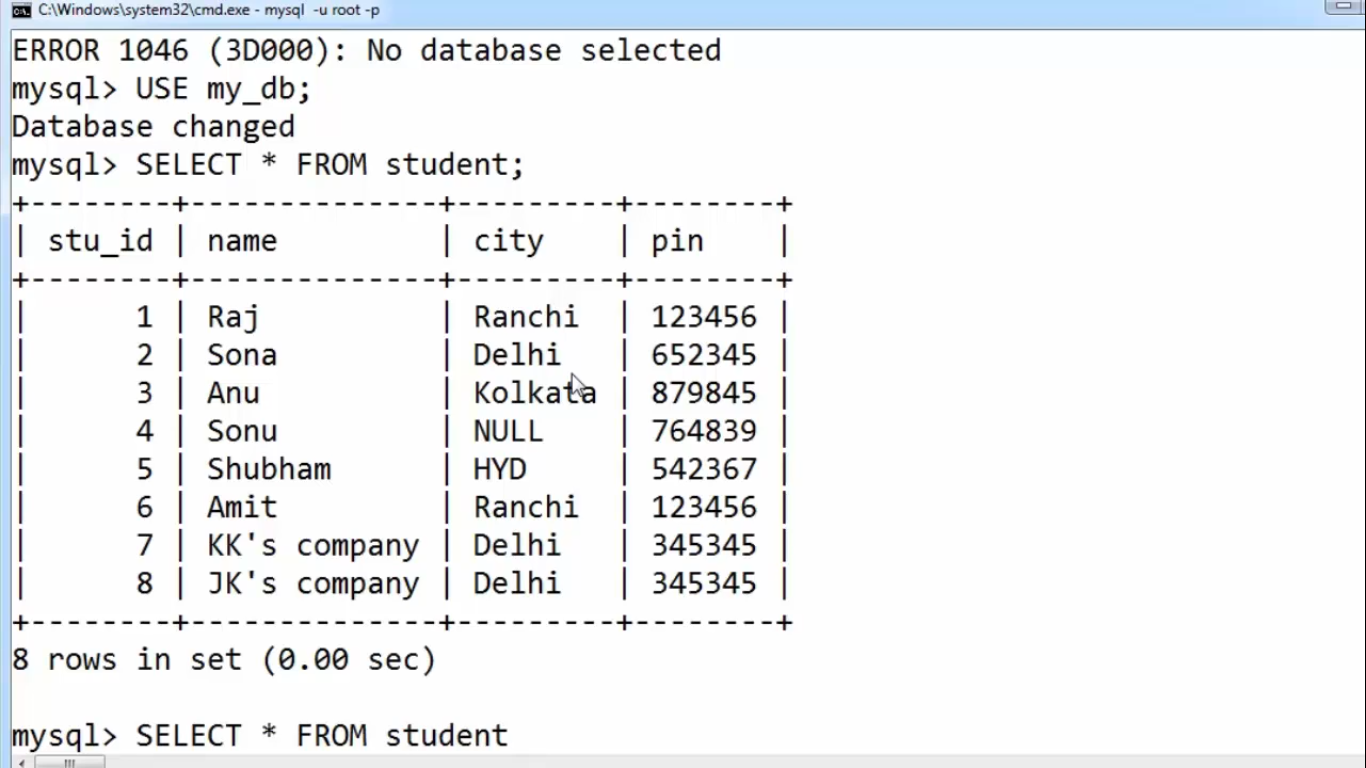 C:\Windows\system32\cmd.exe - mysql  -u root -p
ERROR 1046 (3D000): No database selected
mysql> USE my_db;
Database changed
mysql> SELECT * FROM student;
+--------+--------------+---------+--------+
| stu_id | name         | city    | pin    |
+--------+--------------+---------+--------+
|      1 | Raj          | Ranchi  | 123456 |
|      2 | Sona         | Delhi   | 652345 |
|      3 | Anu          | Kolkata | 879845 |
|      4 | Sonu         | NULL    | 764839 |
|      5 | Shubham      | HYD     | 542367 |
|      6 | Amit         | Ranchi  | 123456 |
|      7 | KK's company | Delhi   | 345345 |
|      8 | JK's company | Delhi   | 345345 |
+--------+--------------+---------+--------+
8 rows in set (0.00 sec)
mysql> SELECT * FROM student